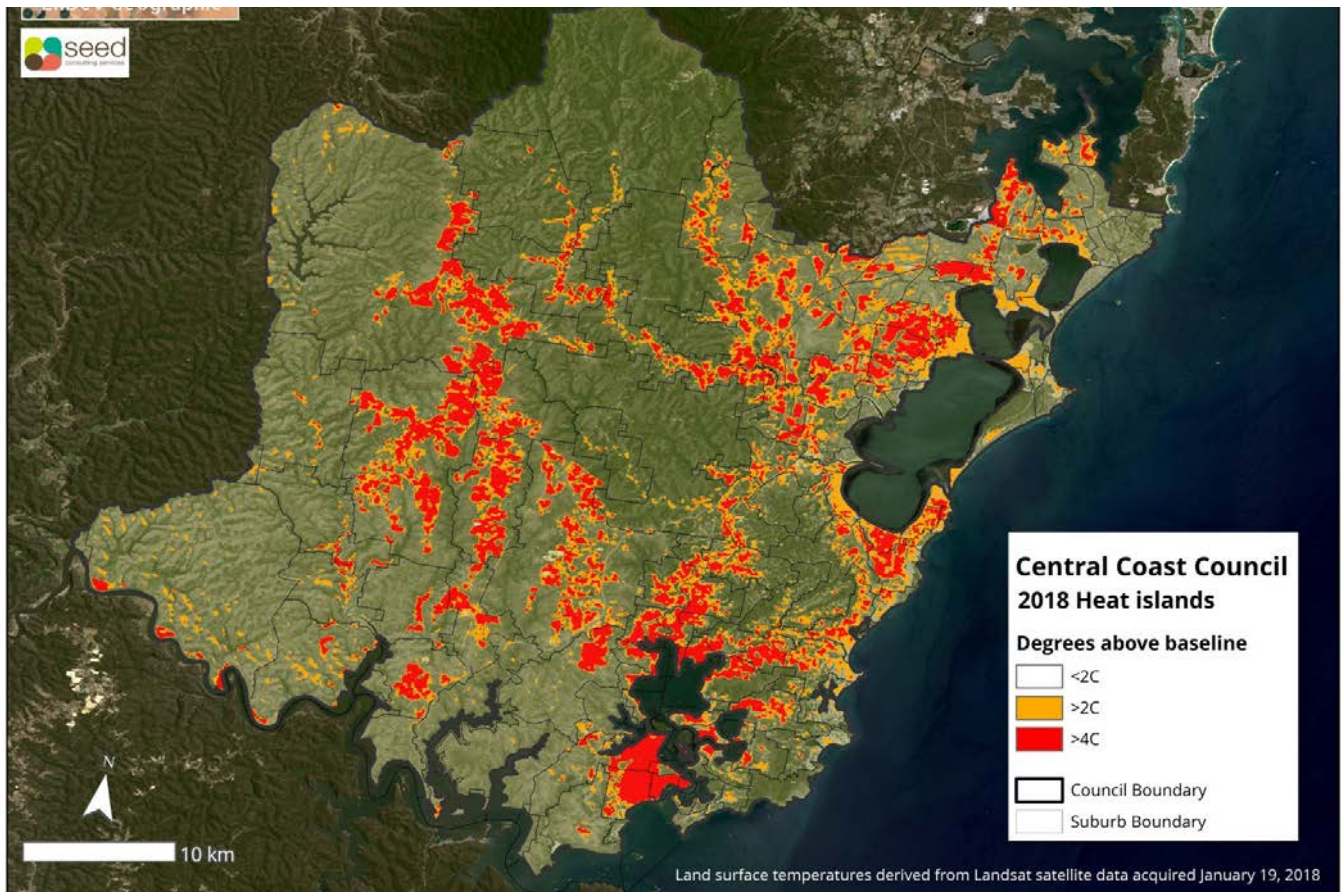 seed
consulting services
Central Coast Council
2018 Heat islands
Degrees above baseline
<2C
>2C
>4C
Council Boundary
Suburb Boundary
N
10 km
Land surface temperatures derived from Landsat satellite data acquired January 19, 2018